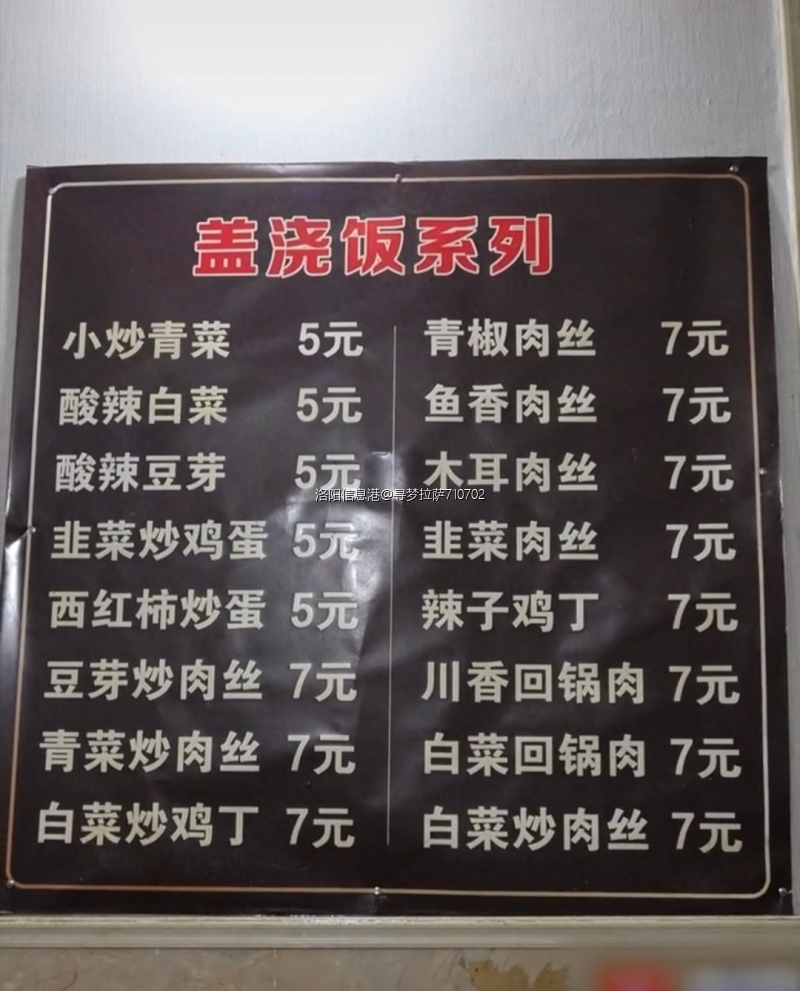 盖浇饭系列
小炒青菜 5元
酸辣白菜 5元
酸辣豆芽 5元
韭菜炒鸡蛋 5元
西红柿炒蛋 5元
豆芽炒肉丝 7元
青菜炒肉丝 7元
白菜炒鸡丁 7元
青椒肉丝 7元
鱼香肉丝 7元
木耳肉丝 7元
韭菜肉丝 7元
辣子鸡丁 7元
川香回锅肉 7元
白菜回锅肉 7元
白菜炒肉丝 7元
洛阳信息港@寻梦拉萨710702